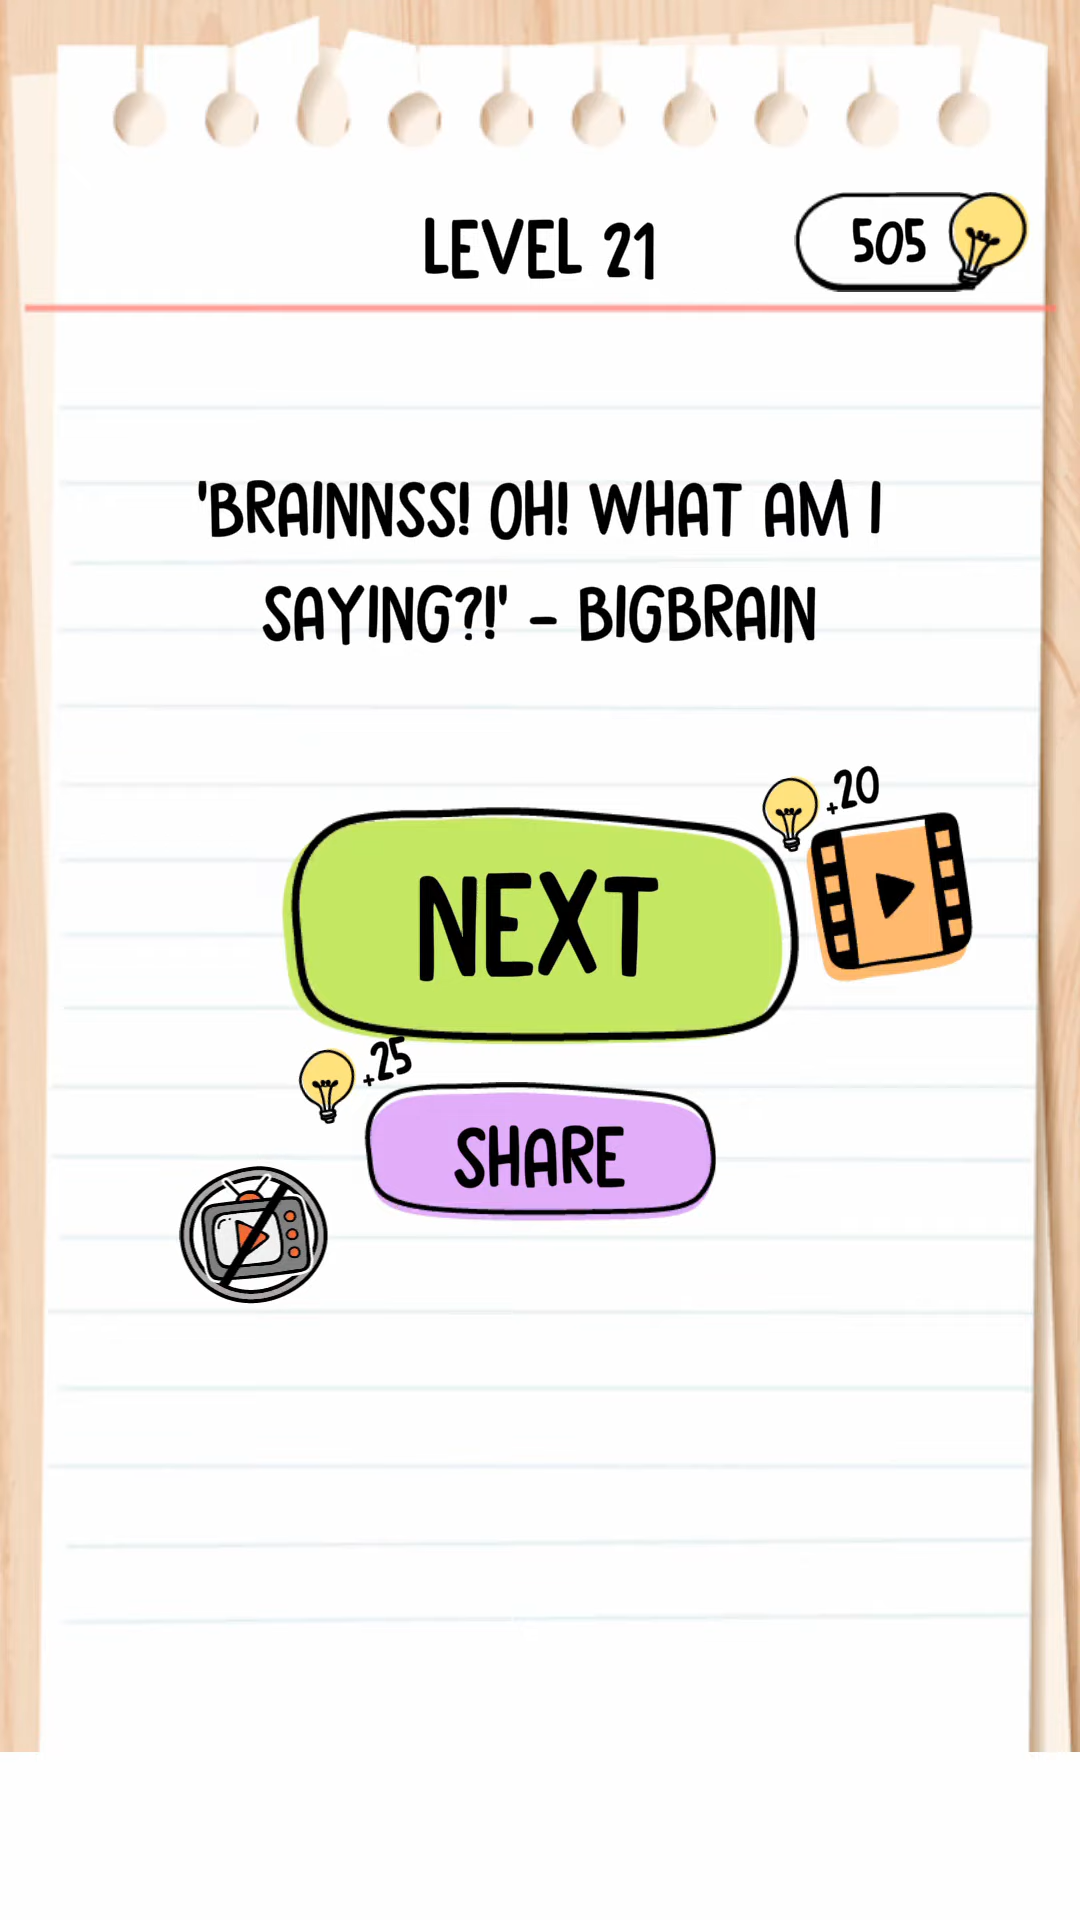 LEVEL 21
505
'BRAINNSS! OH! WHAT AM I
SAYING?!' - BIGBRAIN
+20
NEXT
+25
SHARE